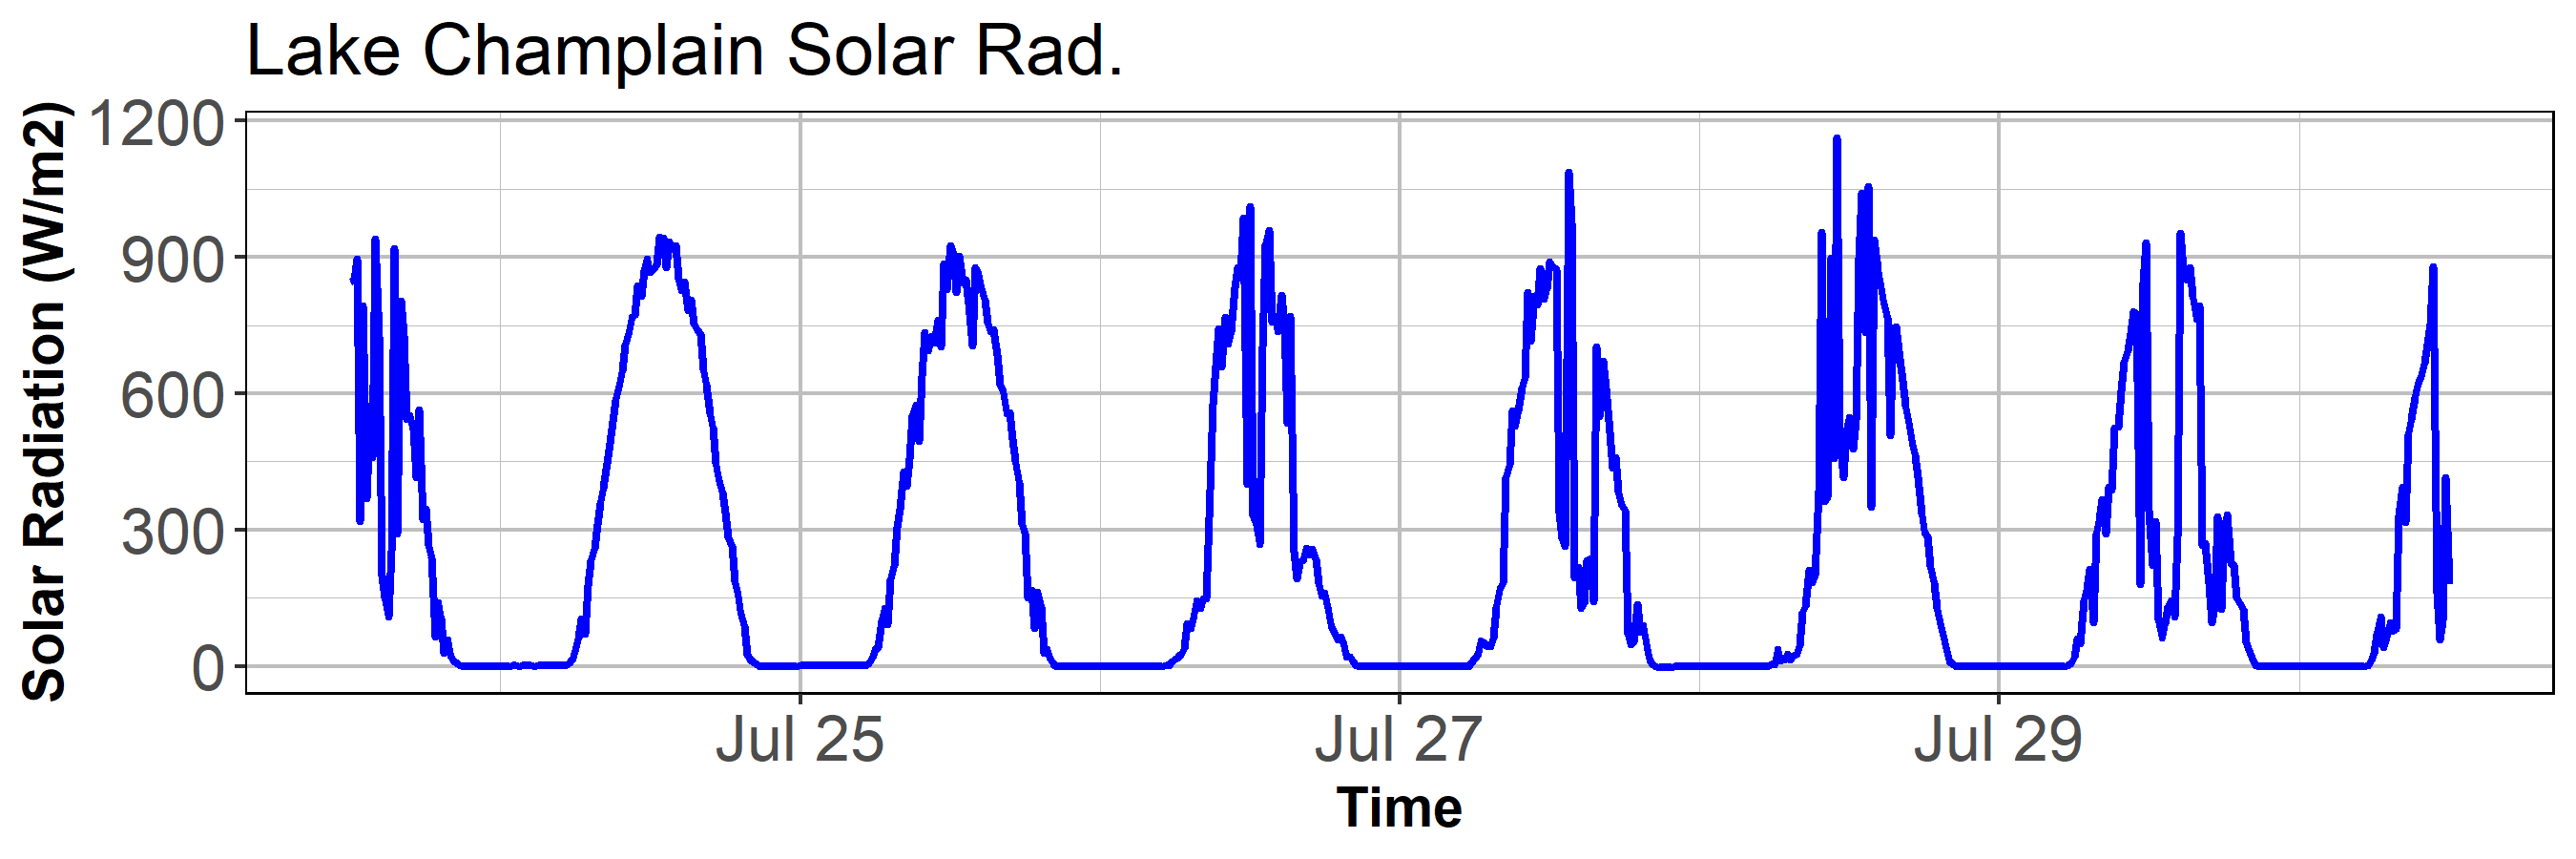 Lake Champlain Solar Rad.
Solar Radiation (W/m2)
1200
900
600
300
0
Jul 25
Jul 27
Jul 29
Time